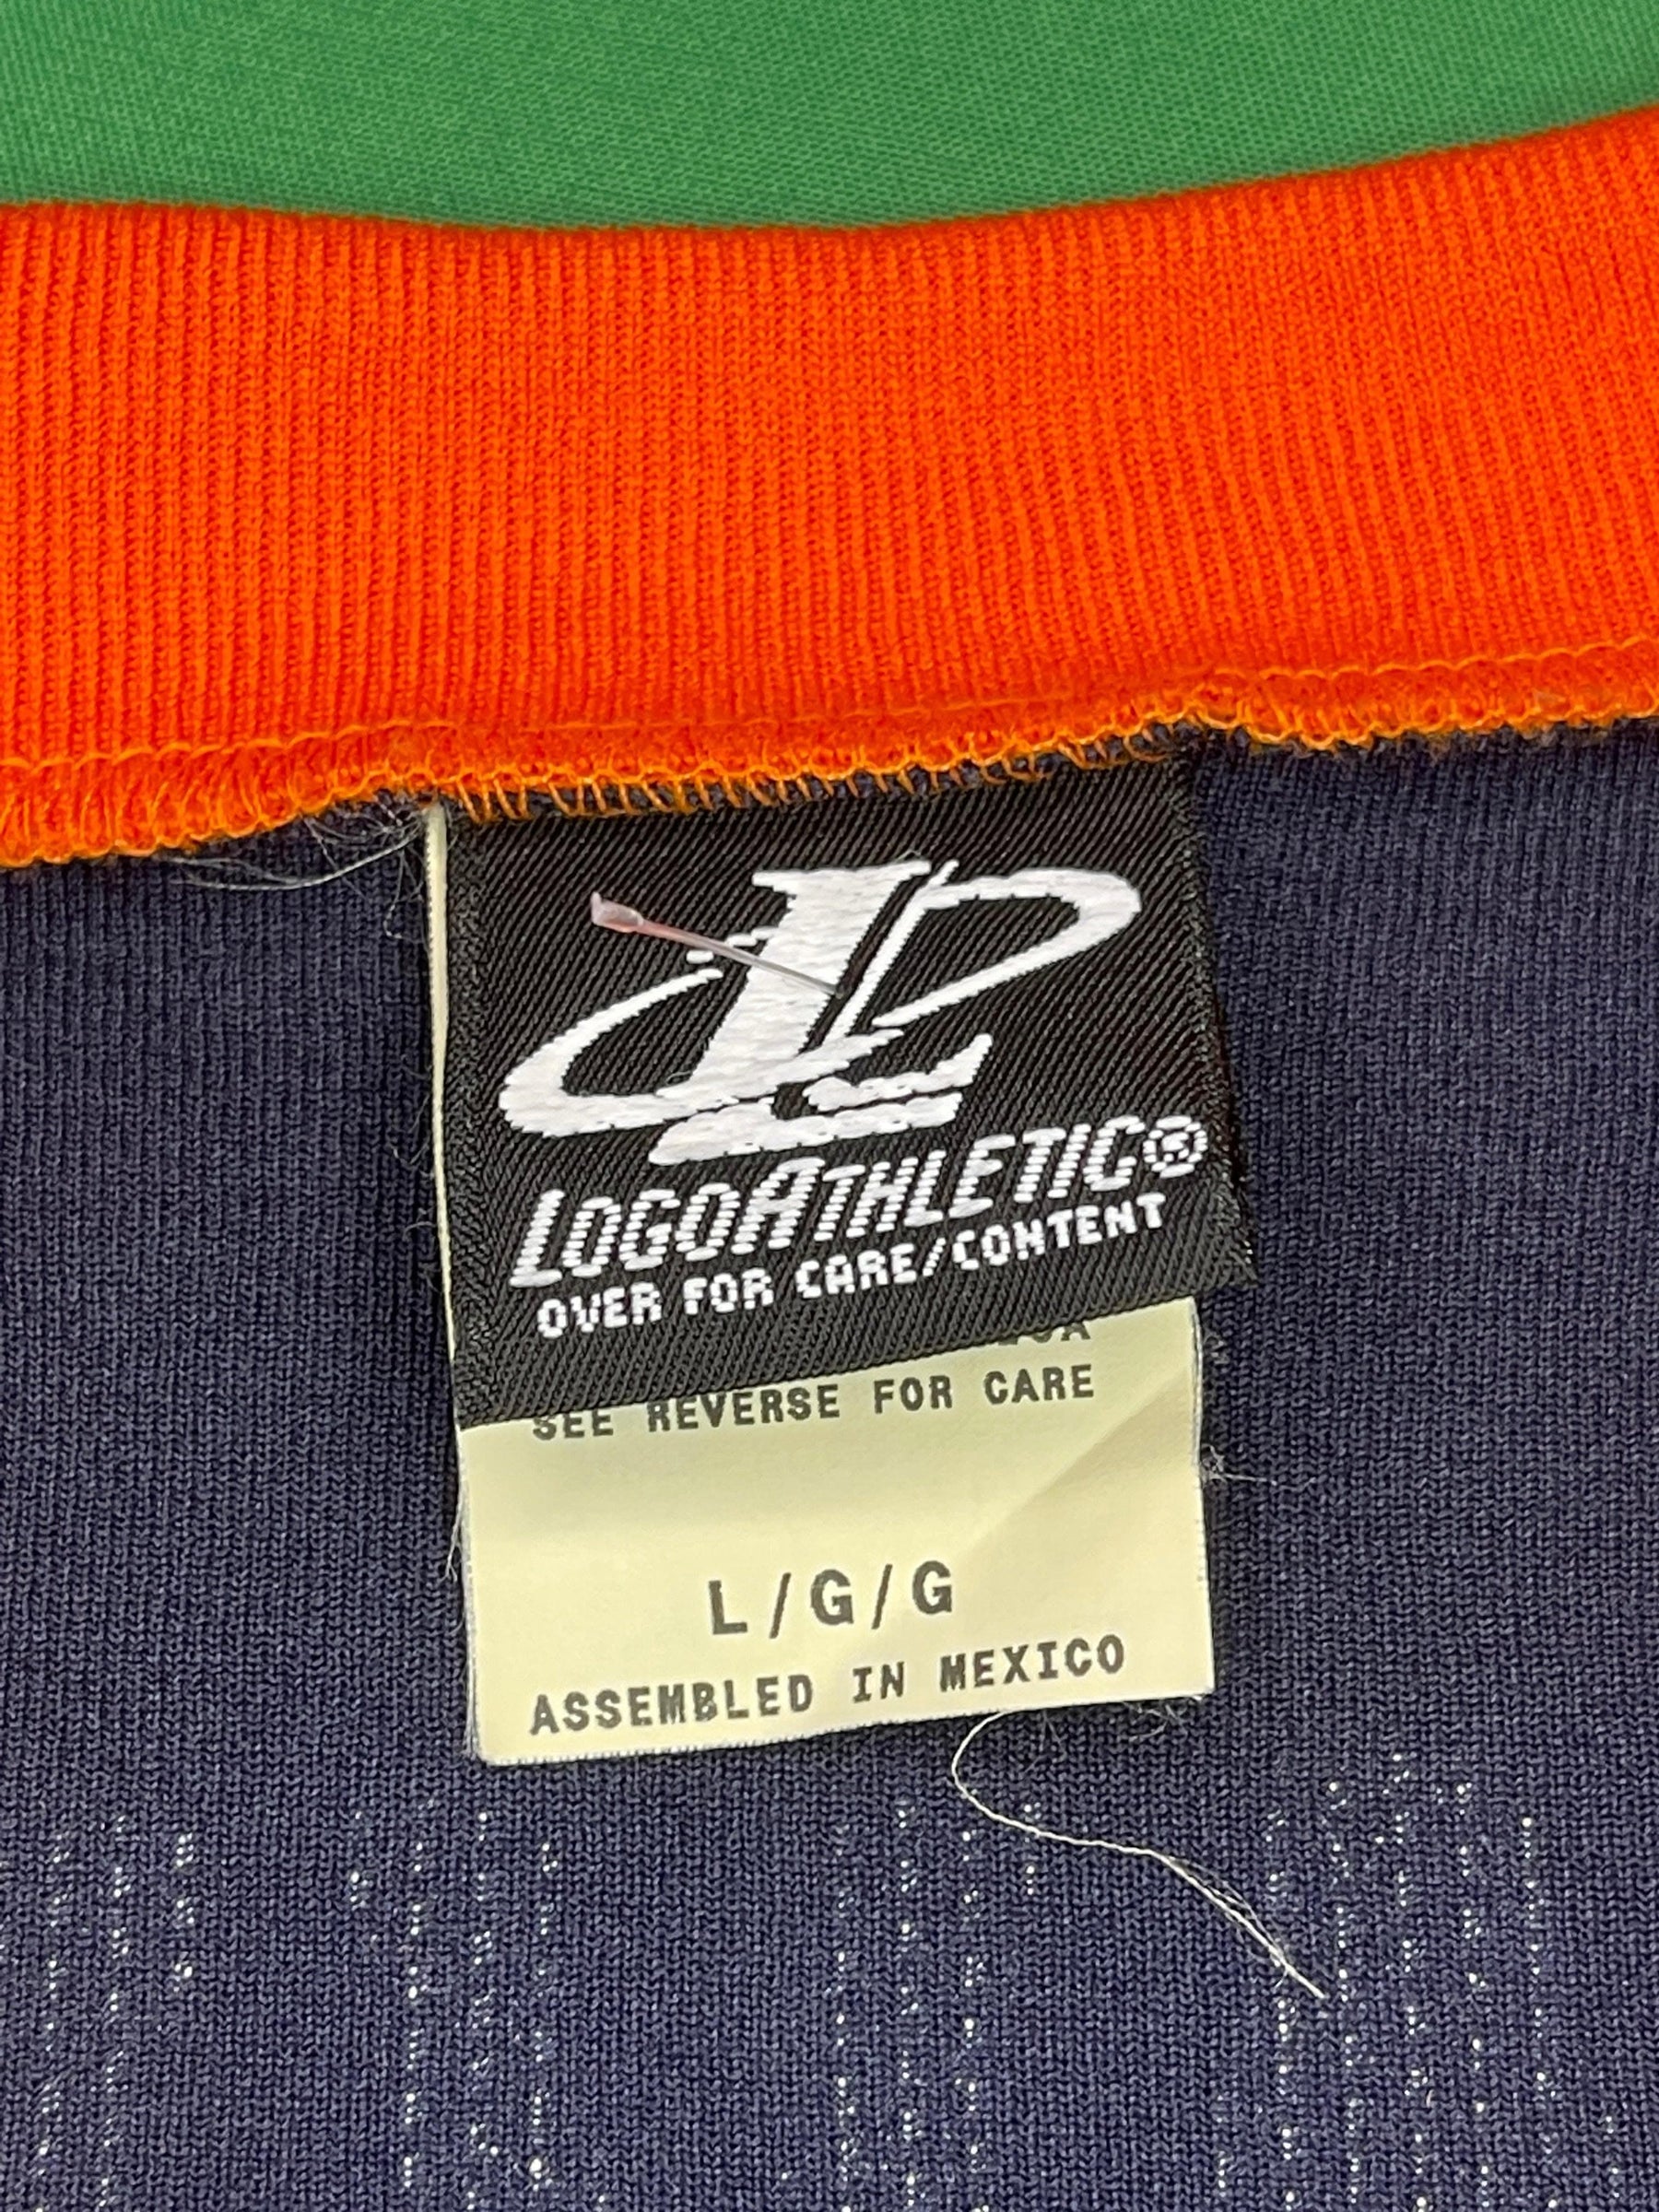 LOGOATHLETIC®
OVER FOR CARE/CONTENT
SEE REVERSE FOR CARE
L/G/G
ASSEMBLED IN MEXICO